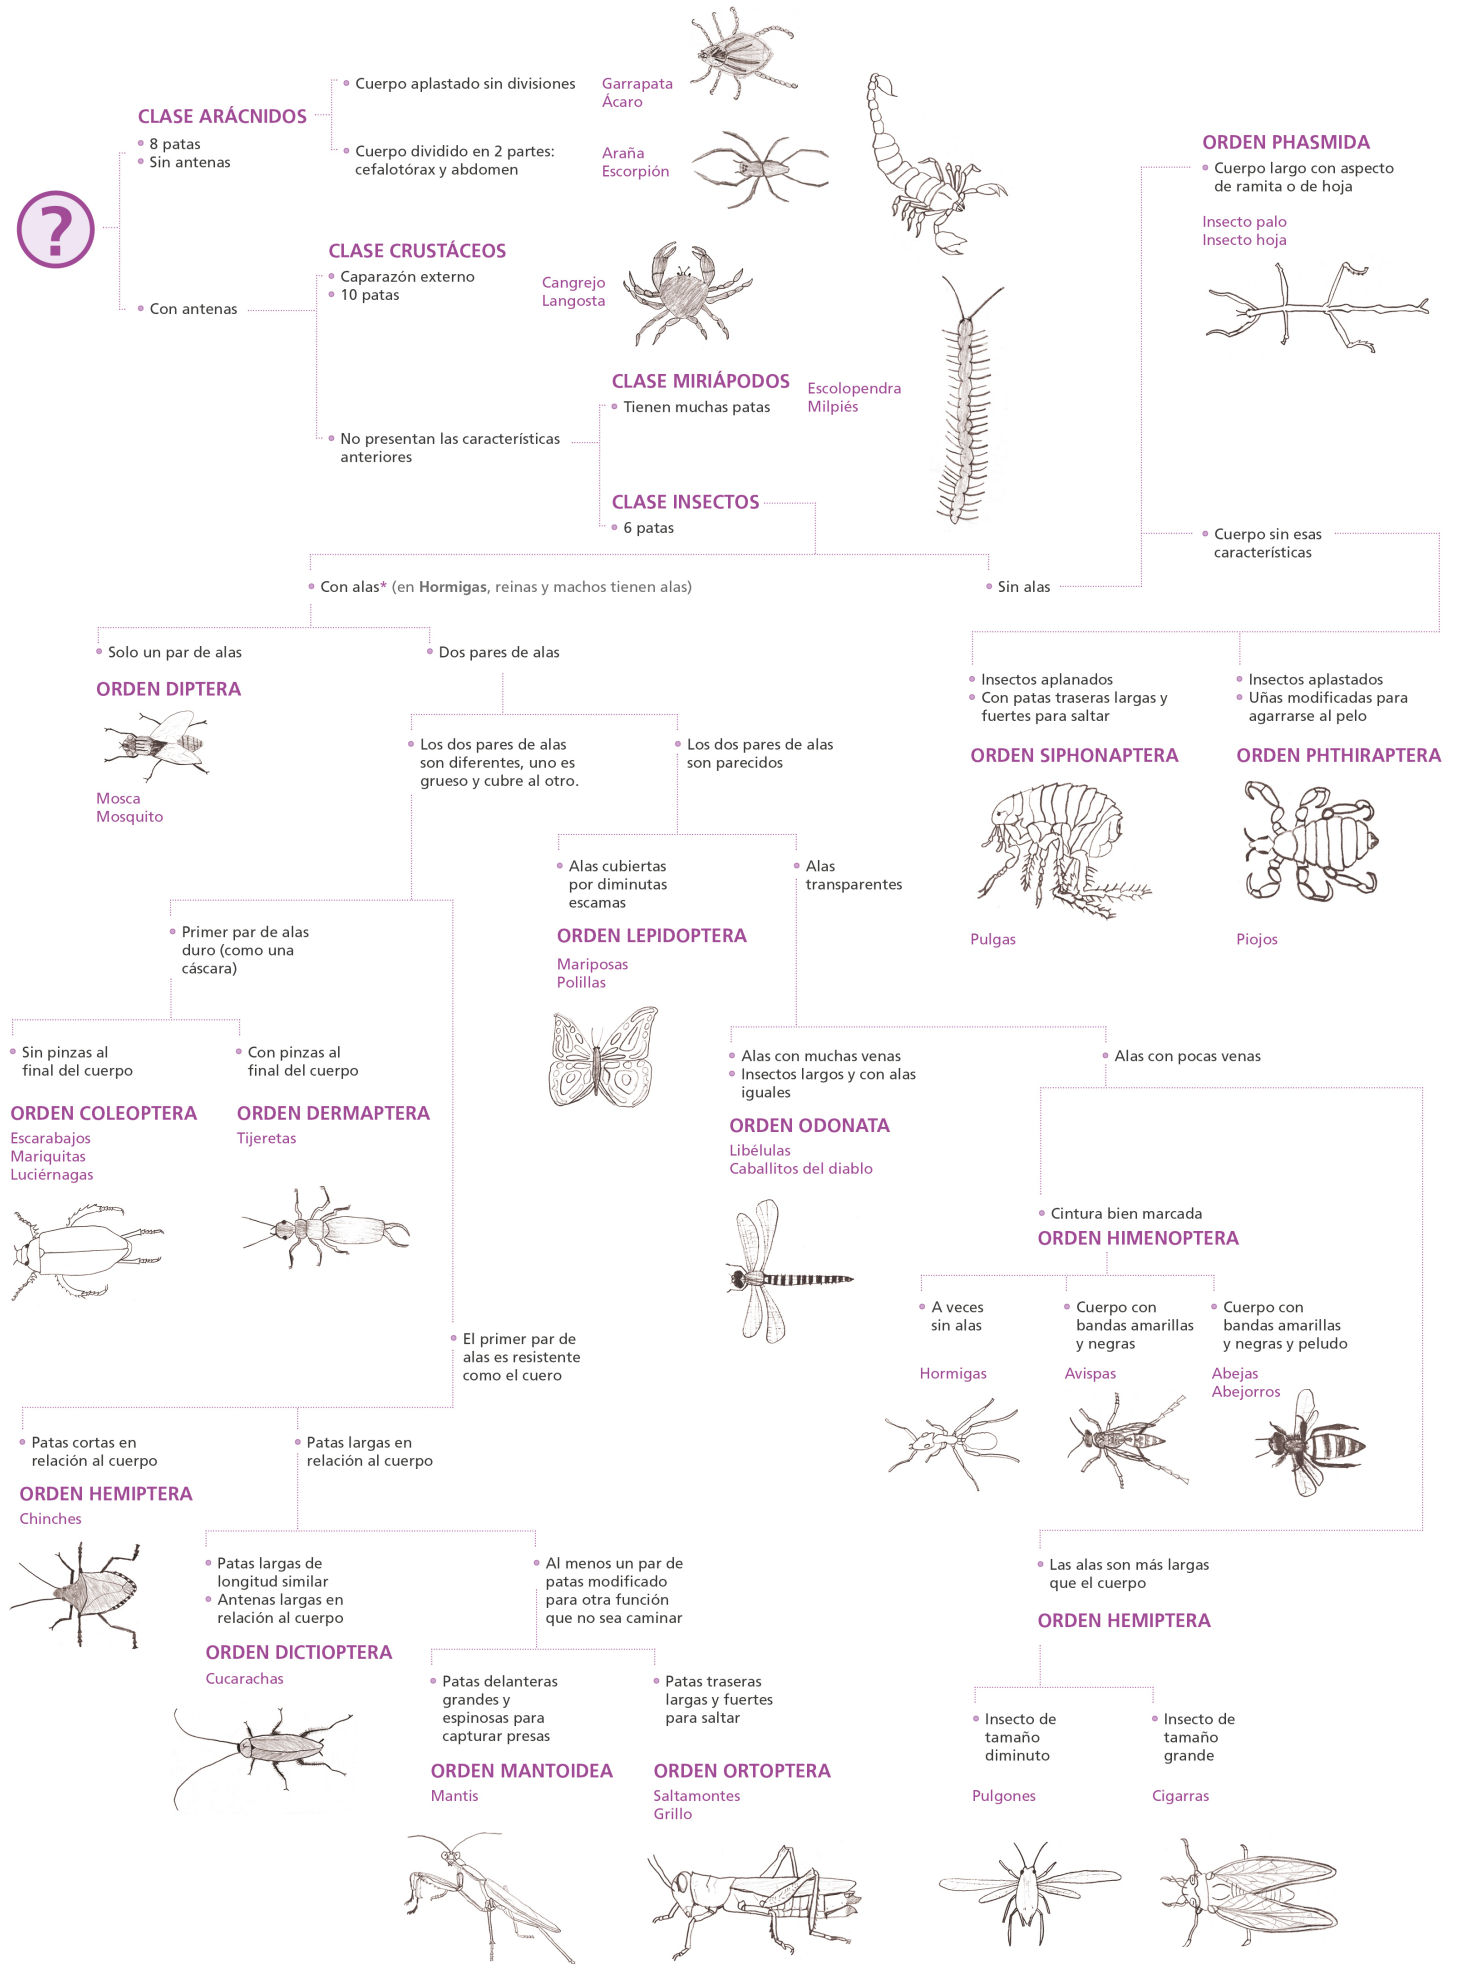 ?
CLASE ARÁCNIDOS
8 patas
Sin antenas
Cuerpo aplastado sin divisiones
Garrapata
Ácaro
Cuerpo dividido en 2 partes:
cefalotórax y abdomen
Araña
Escorpión
Con antenas
CLASE CRUSTÁCEOS
Caparazón externo
10 patas
Cangrejo
Langosta
No presentan las características
anteriores
CLASE MIRIÁPODOS
Tienen muchas patas
Escolopendra
Milpiés
CLASE INSECTOS
6 patas
Con alas* (en Hormigas, reinas y machos tienen alas)
Sin alas
ORDEN PHASMIDA
Cuerpo largo con aspecto
de ramita o de hoja
Insecto palo
Insecto hoja
Cuerpo sin esas
características
Insectos aplanados
Con patas traseras largas y
fuertes para saltar
ORDEN SIPHONAPTERA
Pulgas
Insectos aplastados
Uñas modificadas para
agarrarse al pelo
ORDEN PHTHIRAPTERA
Piojos
Solo un par de alas
ORDEN DIPTERA
Mosca
Mosquito
Dos pares de alas
Los dos pares de alas
son diferentes, uno es
grueso y cubre al otro.
Los dos pares de alas
son parecidos
Alas cubiertas
por diminutas
escamas
ORDEN LEPIDOPTERA
Mariposas
Polillas
Alas
transparentes
Primer par de alas
duro (como una
cáscara)
Sin pinzas al
final del cuerpo
ORDEN COLEOPTERA
Escarabajos
Mariquitas
Luciérnagas
Con pinzas al
final del cuerpo
ORDEN DERMAPTERA
Tijeretas
Alas con muchas venas
Insectos largos y con alas
iguales
ORDEN ODONATA
Libélulas
Caballitos del diablo
Alas con pocas venas
Cintura bien marcada
ORDEN HIMENOPTERA
A veces
sin alas
Hormigas
Cuerpo con
bandas amarillas
y negras
Avispas
Cuerpo con
bandas amarillas
y negras y peludo
Abejas
Abejorros
El primer par de
alas es resistente
como el cuero
Patas cortas en
relación al cuerpo
ORDEN HEMIPTERA
Chinches
Patas largas en
relación al cuerpo
Patas largas de
longitud similar
Antenas largas en
relación al cuerpo
ORDEN DICTIOPTERA
Cucarachas
Al menos un par de
patas modificado
para otra función
que no sea caminar
Patas delanteras
grandes y
espinosas para
capturar presas
ORDEN MANTOIDEA
Mantis
Patas traseras
largas y fuertes
para saltar
ORDEN ORTOPTERA
Saltamontes
Grillo
Las alas son más largas
que el cuerpo
ORDEN HEMIPTERA
Insecto de
tamaño
diminuto
Pulgones
Insecto de
tamaño
grande
Cigarras